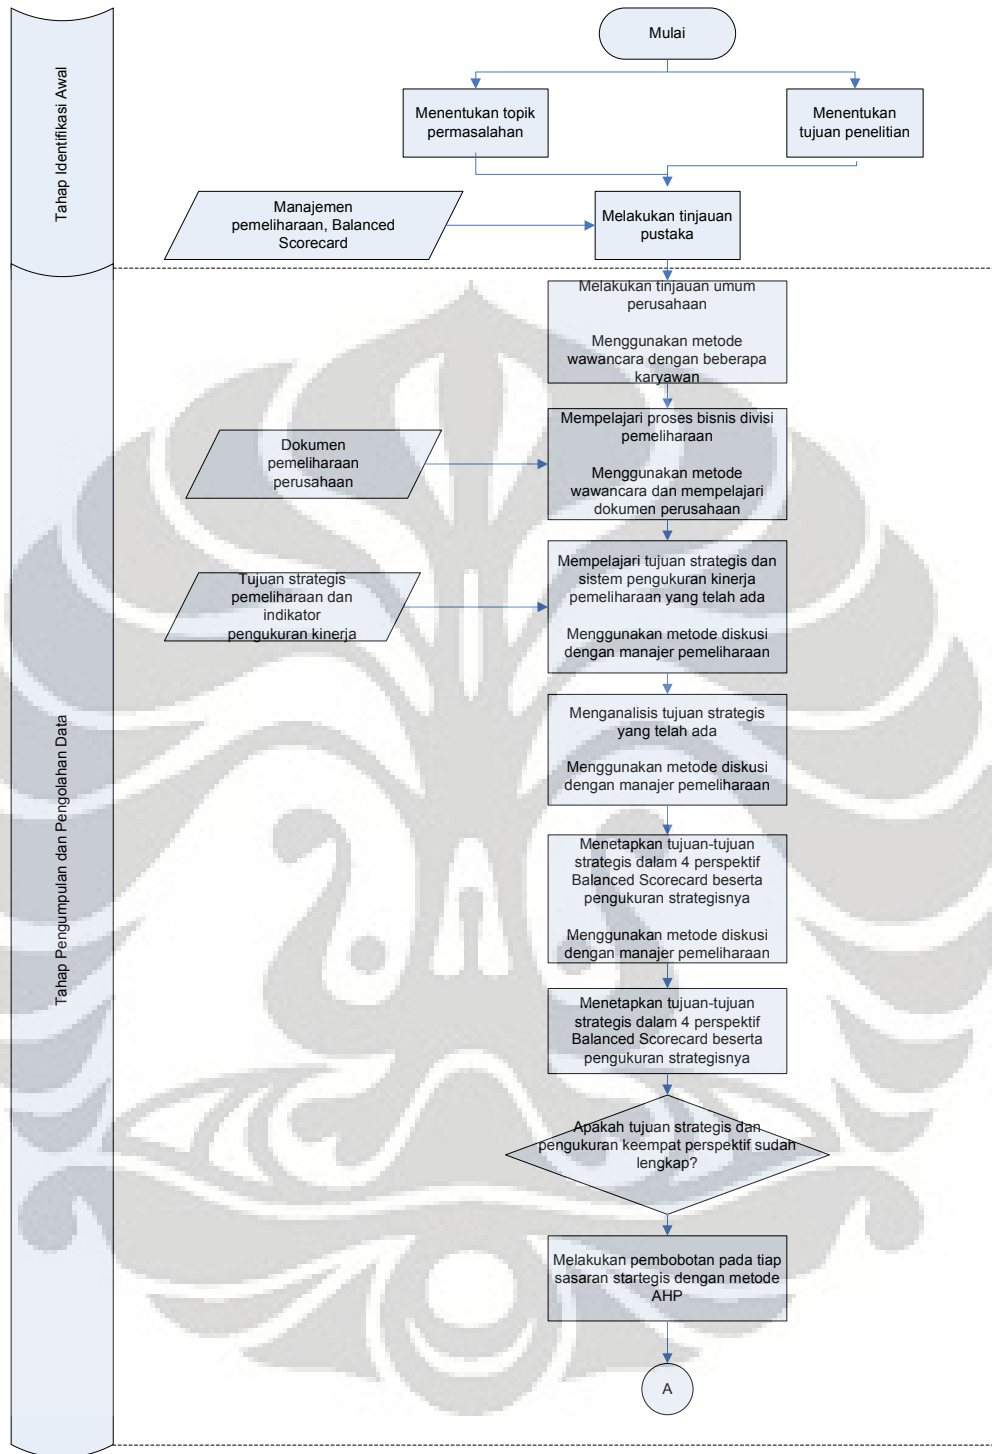 Tahap Identifikasi Awal
Mulai
Menentukan topik
permasalahan
Menentukan
tujuan penelitian
Manajemen
pemeliharaan, Balanced
Scorecard
Melakukan tinjauan
pustaka
Tahap Pengumpulan dan Pengolahan Data
Melakukan tinjauan umum
perusahaan
Menggunakan metode
wawancara dengan beberapa
karyawan
Dokumen
pemeliharaan
perusahaan
Mempelajari proses bisnis divisi
pemeliharaan
Menggunakan metode
wawancara dan mempelajari
dokumen perusahaan
Tujuan strategis
pemeliharaan dan
indikator
pengukuran kinerja
Mempelajari tujuan strategis dan
sistem pengukuran kinerja
pemeliharaan yang telah ada
Menggunakan metode diskusi
dengan manajer pemeliharaan
Menganalisis tujuan strategis
yang telah ada
Menggunakan metode diskusi
dengan manajer pemeliharaan
Menetapkan tujuan-tujuan
strategis dalam 4 perspektif
Balanced Scorecard beserta
pengukuran strategisnya
Menggunakan metode diskusi
dengan manajer pemeliharaan
Menetapkan tujuan-tujuan
strategis dalam 4 perspektif
Balanced Scorecard beserta
pengukuran strategisnya
Apakah tujuan strategis dan
pengukuran keempat perspektif sudah
lengkap?
Melakukan pembobotan pada tiap
sasaran startegis dengan metode
AHP
A